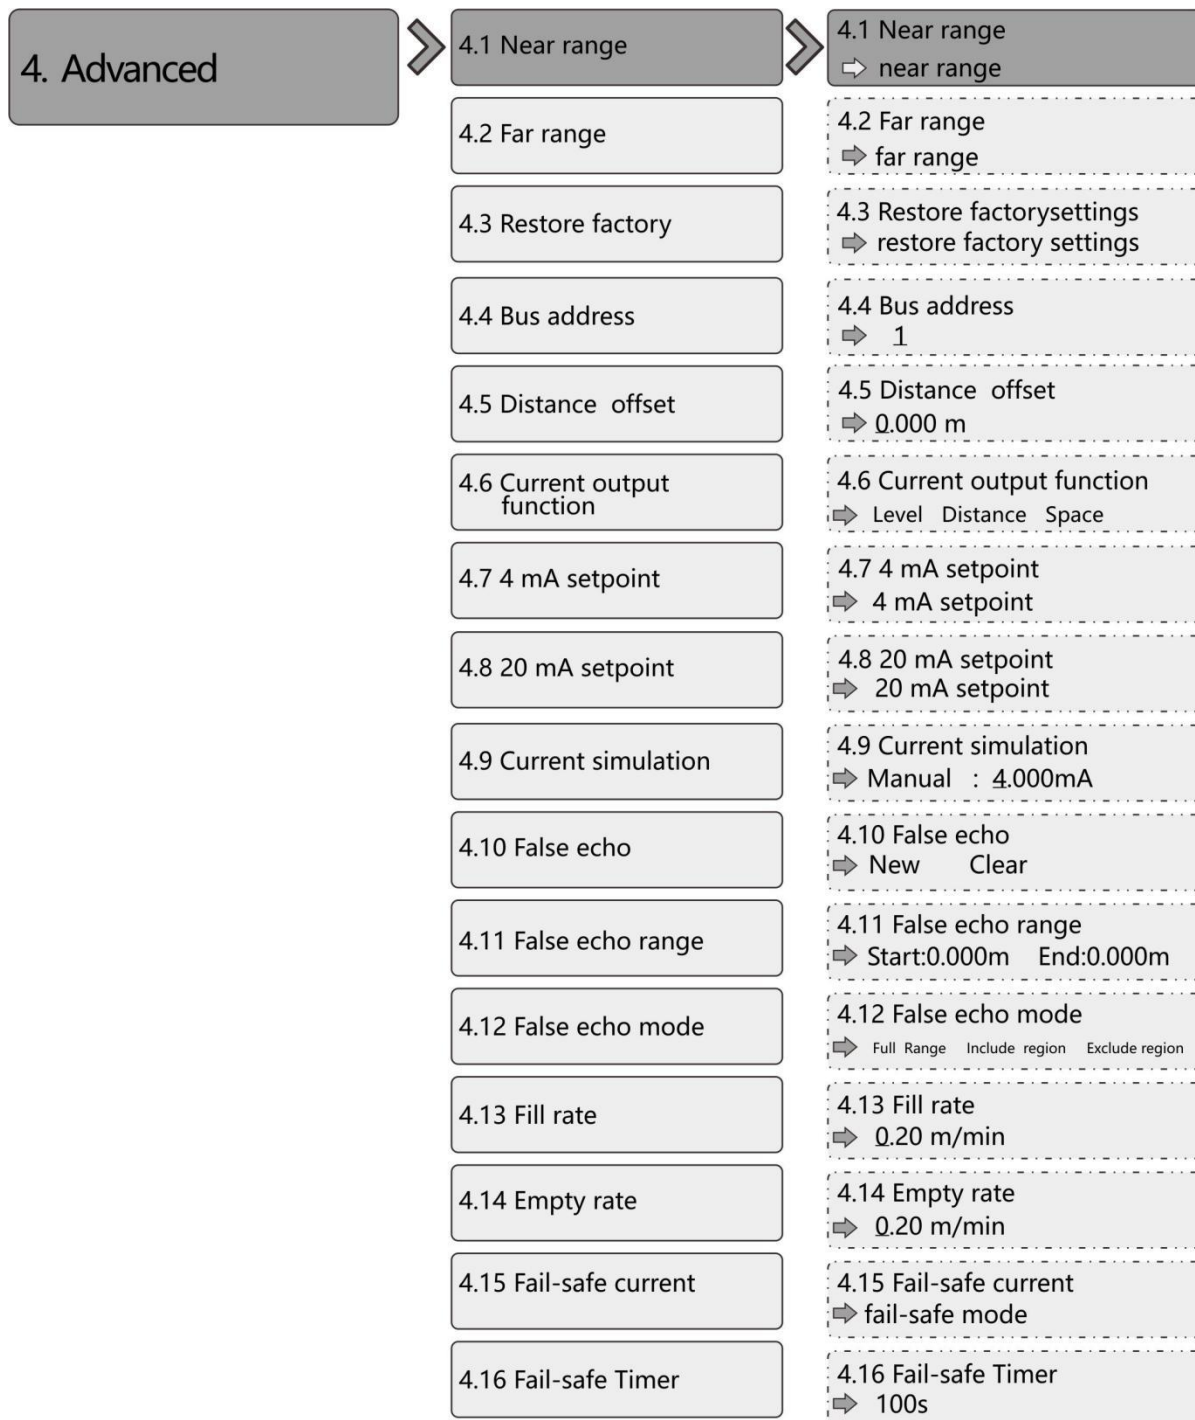 4. Advanced
4.1 Near range
4.1 Near range
near range
4.2 Far range
4.2 Far range
far range
4.3 Restore factory
4.3 Restore factorysettings
restore factory settings
4.4 Bus address
4.4 Bus address
1
4.5 Distance offset
4.5 Distance offset
0.000 m
4.6 Current output
function
4.6 Current output function
Level Distance Space
4.7 4 mA setpoint
4.7 4 mA setpoint
4 mA setpoint
4.8 20 mA setpoint
4.8 20 mA setpoint
20 mA setpoint
4.9 Current simulation
4.9 Current simulation
Manual : 4.000mA
4.10 False echo
4.10 False echo
New Clear
4.11 False echo range
4.11 False echo range
Start:0.000m End:0.000m
4.12 False echo mode
4.12 False echo mode
Full Range Include region Exclude region
4.13 Fill rate
4.13 Fill rate
0.20 m/min
4.14 Empty rate
4.14 Empty rate
0.20 m/min
4.15 Fail-safe current
4.15 Fail-safe current
fail-safe mode
4.16 Fail-safe Timer
4.16 Fail-safe Timer
100s